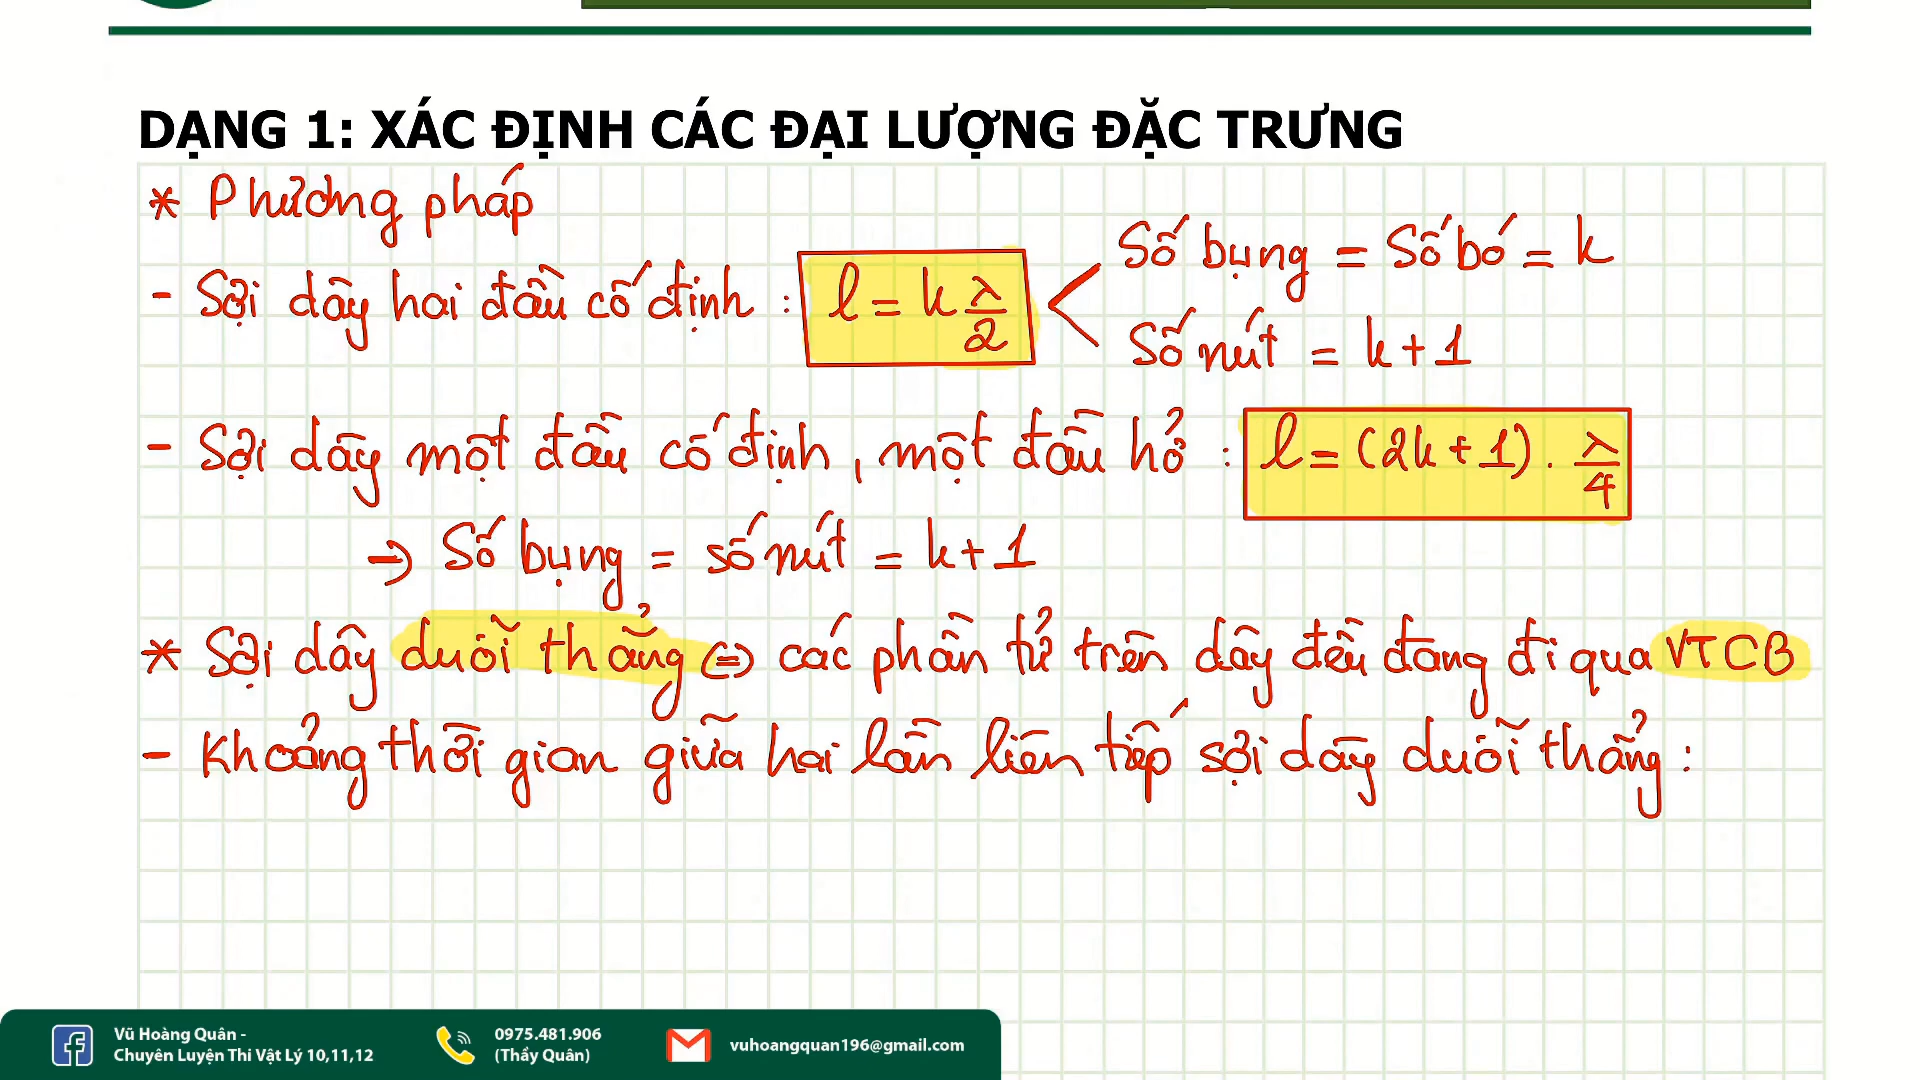 DẠNG 1: XÁC ĐỊNH CÁC ĐẠI LƯỢNG ĐẶC TRƯNG
* Phương pháp
- Sợi dây hai đầu cố định : l = k λ/2
Số bụng = Số bó = k
Số nút = k + 1
- Sợi dây một đầu cố định, một đầu hở : l = (2k + 1) . λ/4
→ Số bụng = số nút = k + 1
* Sợi dây duỗi thẳng ⇔ các phần tử trên dây đều đang đi qua VTCB
- Khoảng thời gian giữa hai lần liên tiếp sợi dây duỗi thẳng :
Vũ Hoàng Quân -
Chuyên Luyện Thi Vật Lý 10,11,12
0975.481.906
(Thầy Quân)
vuhoangquan196@gmail.com